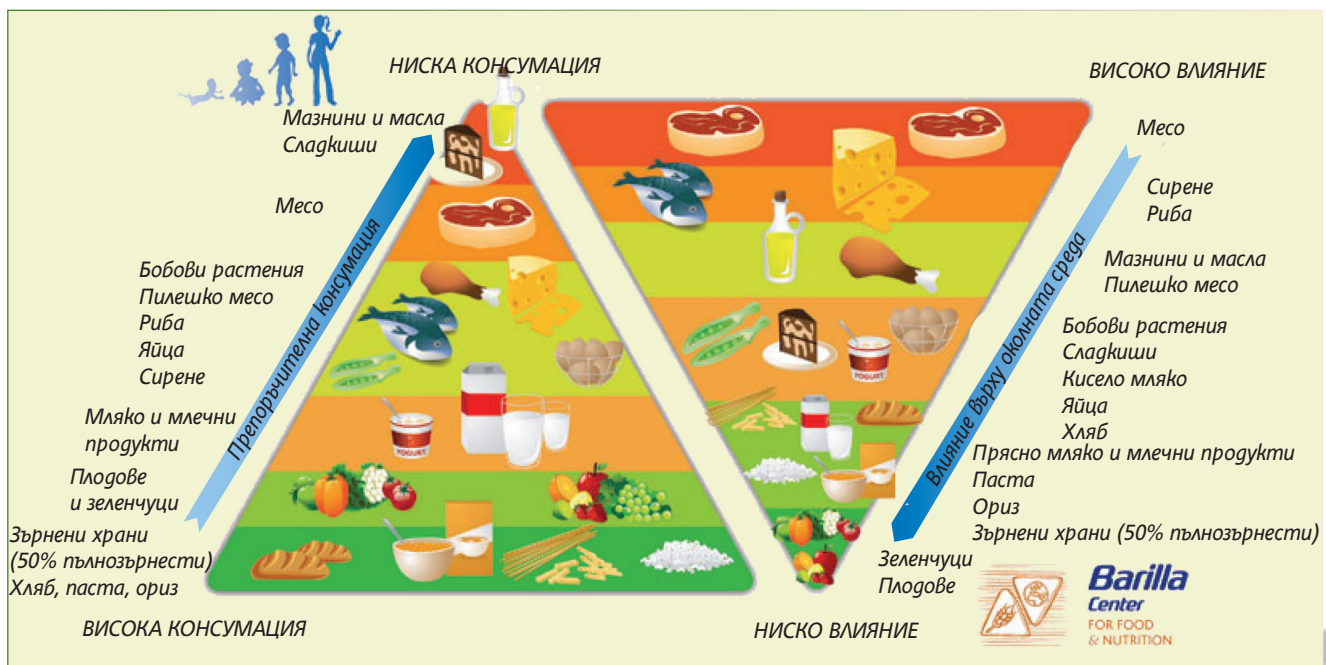 НИСКА КОНСУМАЦИЯ
Мазнини и масла
Сладкиши
Месо
Бобови растения
Пилешко месо
Риба
Яйца
Сирене
Мляко и млечни
продукти
Плодове
и зеленчуци
Зърнени храни
(50% пълнозърнести)
Хляб, паста, ориз
ВИСОКА КОНСУМАЦИЯ
Препоръчителна консумация
YOGURT
ВИСОКО ВЛИЯНИЕ
Месо
Сирене
Риба
Мазнини и масла
Пилешко месо
Бобови растения
Сладкиши
Кисело мляко
Яйца
Хляб
Прясно мляко и млечни продукти
Паста
Ориз
Зърнени храни (50% пълнозърнести)
Зеленчуци
Плодове
НИСКО ВЛИЯНИЕ
Влияние върху околната среда
YOGURT
Barilla
Center
FOR FOOD
& NUTRITION